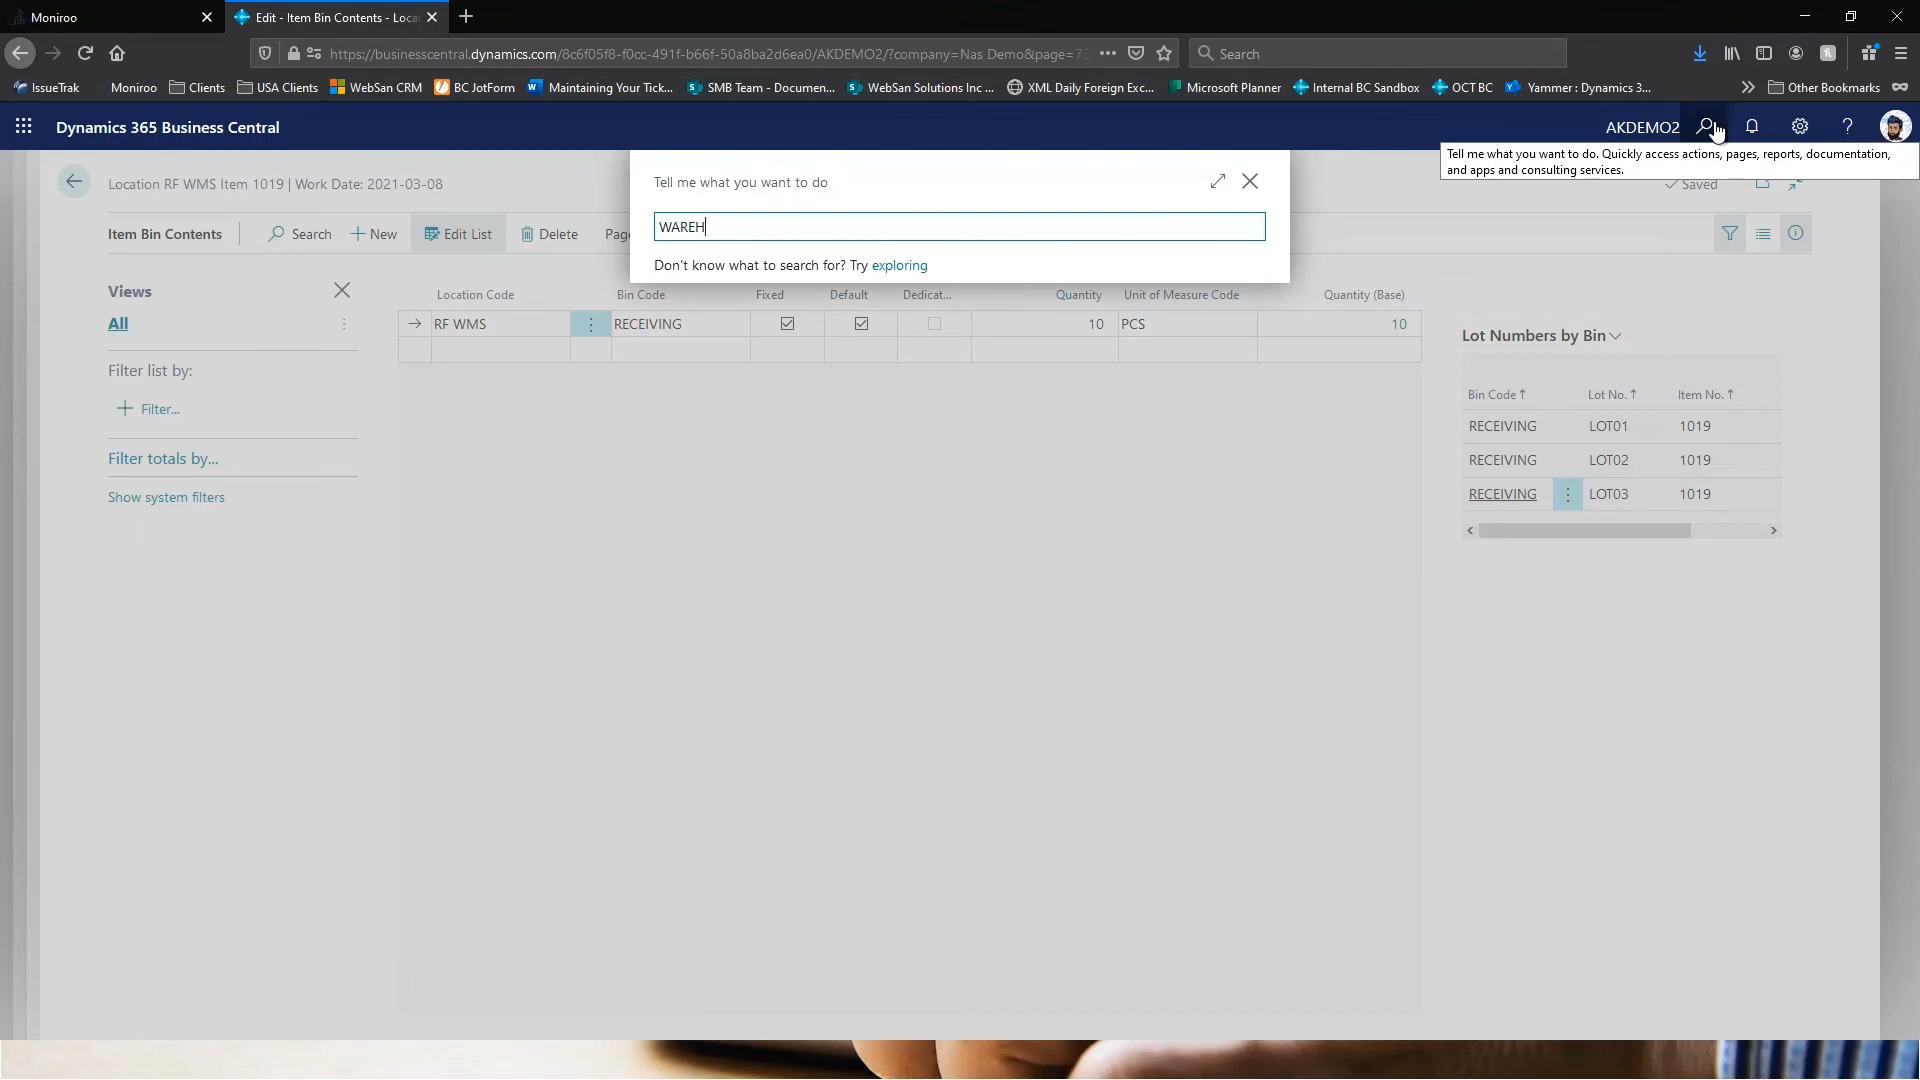 Moniroo
Edit - Item Bin Contents - Loca
https://businesscentral.dynamics.com/8c6f05f8-f0cc-491f-b66f-50a8ba2d6ea0/AKDEMO2/?company=Nas Demo&page=73
Search
IssueTrak
Moniroo
Clients
USA Clients
WebSan CRM
BC JotForm
Maintaining Your Tick...
SMB Team - Documen...
WebSan Solutions Inc ...
XML Daily Foreign Exc...
Microsoft Planner
Internal BC Sandbox
OCT BC
Yammer : Dynamics 3...
Other Bookmarks
Dynamics 365 Business Central
AKDEMO2
Tell me what you want to do. Quickly access actions, pages, reports, documentation,
and apps and consulting services.
Location RF WMS Item 1019 | Work Date: 2021-03-08
Saved
Tell me what you want to do
WAREH
Don't know what to search for? Try exploring
Item Bin Contents
Search
New
Edit List
Delete
Pag
Views
All
Filter list by:
Filter...
Filter totals by...
Show system filters
Location Code Bin Code Fixed Default Dedicat... Quantity Unit of Measure Code Quantity (Base)
RF WMS RECEIVING 10 PCS 10
Lot Numbers by Bin
Bin Code Lot No. Item No.
RECEIVING LOT01 1019
RECEIVING LOT02 1019
RECEIVING LOT03 1019